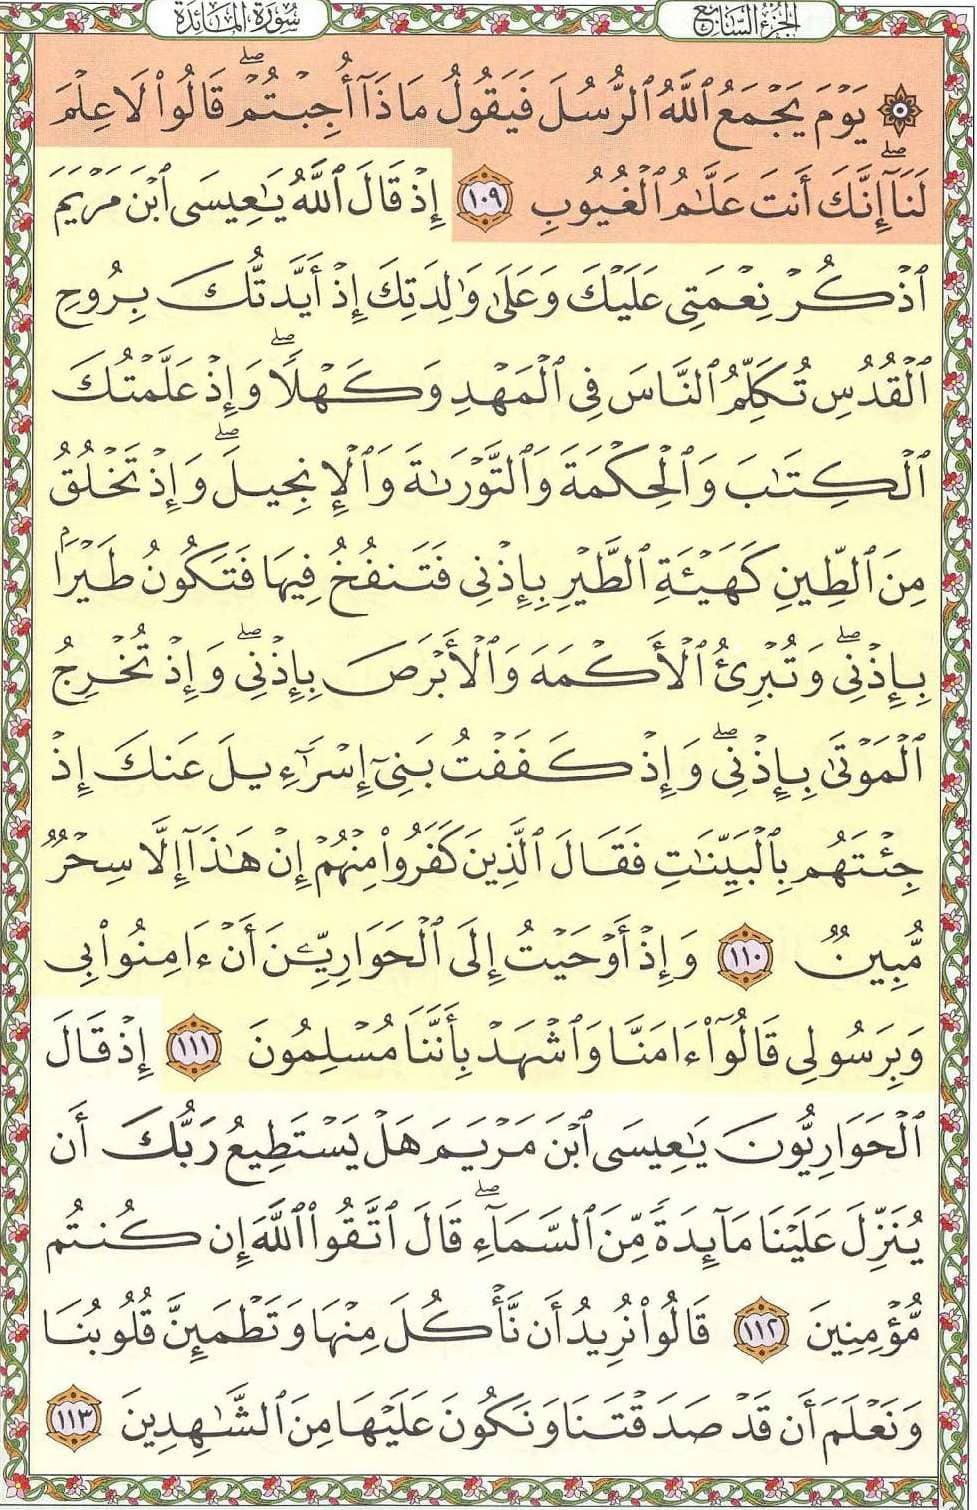 الجزء السابع
سورة المائدة
۞ يَوْمَ يَجْمَعُ ٱللَّهُ ٱلرُّسُلَ فَيَقُولُ مَاذَآ أُجِبْتُمْۖ قَالُوا۟ لَا عِلْمَ
لَنَآۖ إِنَّكَ أَنتَ عَلَّٰمُ ٱلْغُيُوبِ ١٠٩ إِذْ قَالَ ٱللَّهُ يَٰعِيسَى ٱبْنَ مَرْيَمَ
ٱذْكُرْ نِعْمَتِى عَلَيْكَ وَعَلَىٰ وَٰلِدَتِكَ إِذْ أَيَّدتُّكَ بِرُوحِ
ٱلْقُدُسِ تُكَلِّمُ ٱلنَّاسَ فِى ٱلْمَهْدِ وَكَهْلًاۖ وَإِذْ عَلَّمْتُكَ
ٱلْكِتَٰبَ وَٱلْحِكْمَةَ وَٱلتَّوْرَىٰةَ وَٱلْإِنجِيلَۖ وَإِذْ تَخْلُقُ
مِنَ ٱلطِّينِ كَهَيْـَٔةِ ٱلطَّيْرِ بِإِذْنِى فَتَنفُخُ فِيهَا فَتَكُونُ طَيْرًۢا
بِإِذْنِىۖ وَتُبْرِئُ ٱلْأَكْمَهَ وَٱلْأَبْرَصَ بِإِذْنِىۖ وَإِذْ تُخْرِجُ
ٱلْمَوْتَىٰ بِإِذْنِىۖ وَإِذْ كَفَفْتُ بَنِىٓ إِسْرَٰٓءِيلَ عَنكَ إِذْ
جِئْتَهُم بِٱلْبَيِّنَٰتِ فَقَالَ ٱلَّذِينَ كَفَرُوا۟ مِنْهُمْ إِنْ هَٰذَآ إِلَّا سِحْرٌ
مُّبِينٌ ١١٠ وَإِذْ أَوْحَيْتُ إِلَى ٱلْحَوَارِيِّـۧنَ أَنْ ءَامِنُوا۟ بِى
وَبِرَسُولِى قَالُوٓا۟ ءَامَنَّا وَٱشْهَدْ بِأَنَّنَا مُسْلِمُونَ ١١١ إِذْ قَالَ
ٱلْحَوَارِيُّونَ يَٰعِيسَى ٱبْنَ مَرْيَمَ هَلْ يَسْتَطِيعُ رَبُّكَ أَن
يُنَزِّلَ عَلَيْنَا مَآئِدَةً مِّنَ ٱلسَّمَآءِۖ قَالَ ٱتَّقُوا۟ ٱللَّهَ إِن كُنتُم
مُّؤْمِنِينَ ١١٢ قَالُوا۟ نُرِيدُ أَن نَّأْكُلَ مِنْهَا وَتَطْمَئِنَّ قُلُوبُنَا
وَنَعْلَمَ أَن قَدْ صَدَقْتَنَا وَنَكُونَ عَلَيْهَا مِنَ ٱلشَّٰهِدِينَ ١١٣